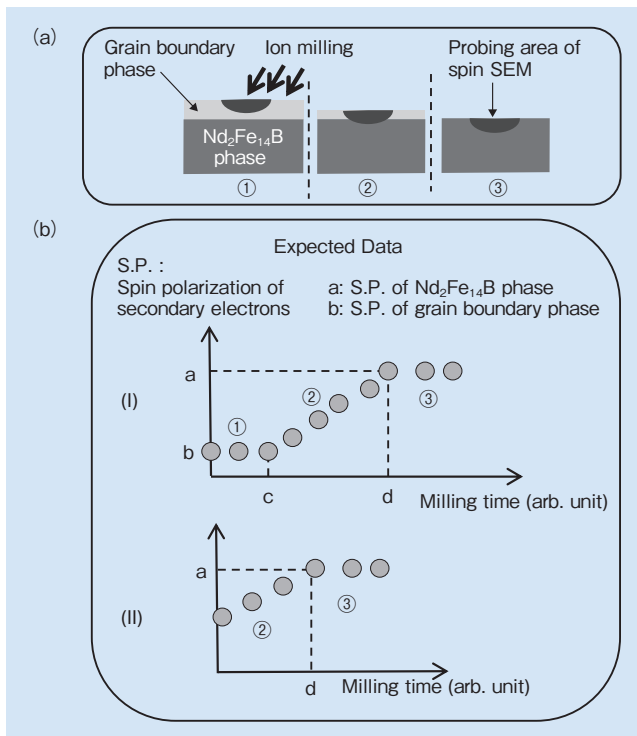 (a)
Grain boundary
phase
Ion milling
Probing area of
spin SEM
Nd₂Fe₁₄B
phase
①
②
③
(b)
Expected Data
S.P. :
Spin polarization of
secondary electrons
a: S.P. of Nd₂Fe₁₄B phase
b: S.P. of grain boundary phase
(I)
a
b
①
②
③
c
d
Milling time (arb. unit)
(II)
a
②
③
d
Milling time (arb. unit)